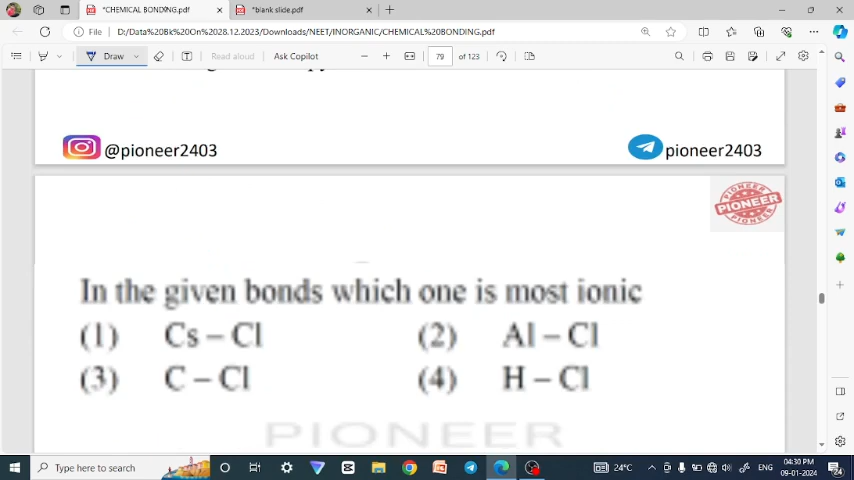 *CHEMICAL BONDING.pdf
*blank slide.pdf
File D:/Data%20Bk%20On%2028.12.2023/Downloads/NEET/INORGANIC/CHEMICAL%20BONDING.pdf
Draw Read aloud Ask Copilot 79 of 123
@pioneer2403 pioneer2403
PIONEER
PIONEER
PIONEER
In the given bonds which one is most ionic
(1) Cs – Cl (2) Al – Cl
(3) C – Cl (4) H – Cl
PIONEER
Type here to search 24°C ENG 04:30 PM
09-01-2024 24